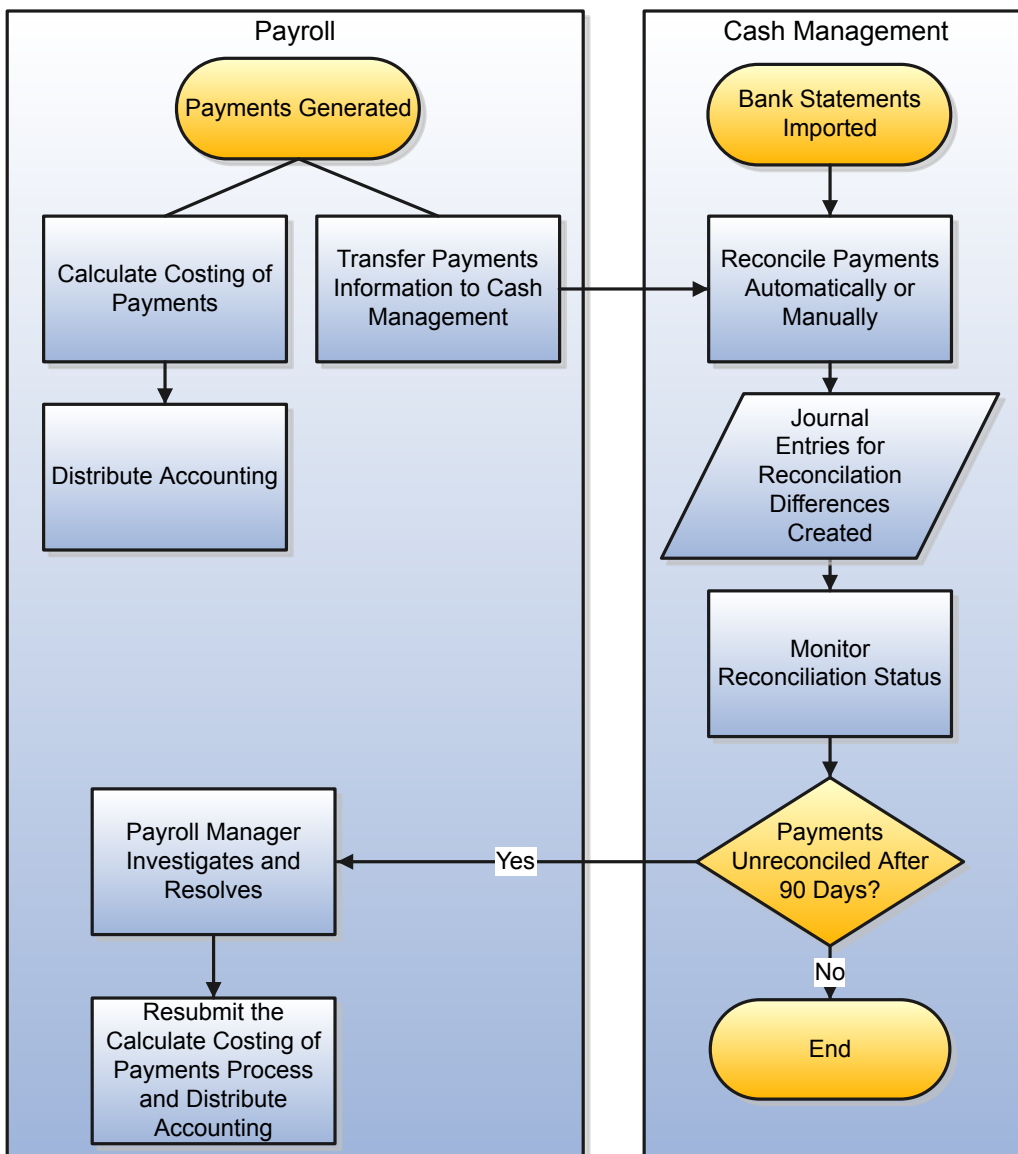 Payroll
Payments Generated
Calculate Costing of
Payments
Transfer Payments
Information to Cash
Management
Distribute Accounting
Payroll Manager
Investigates and
Resolves
Resubmit the
Calculate Costing of
Payments Process
and Distribute
Accounting
Cash Management
Bank Statements
Imported
Reconcile Payments
Automatically or
Manually
Journal
Entries for
Reconcilation
Differences
Created
Monitor
Reconciliation Status
Payments
Unreconciled After
90 Days?
Yes
No
End